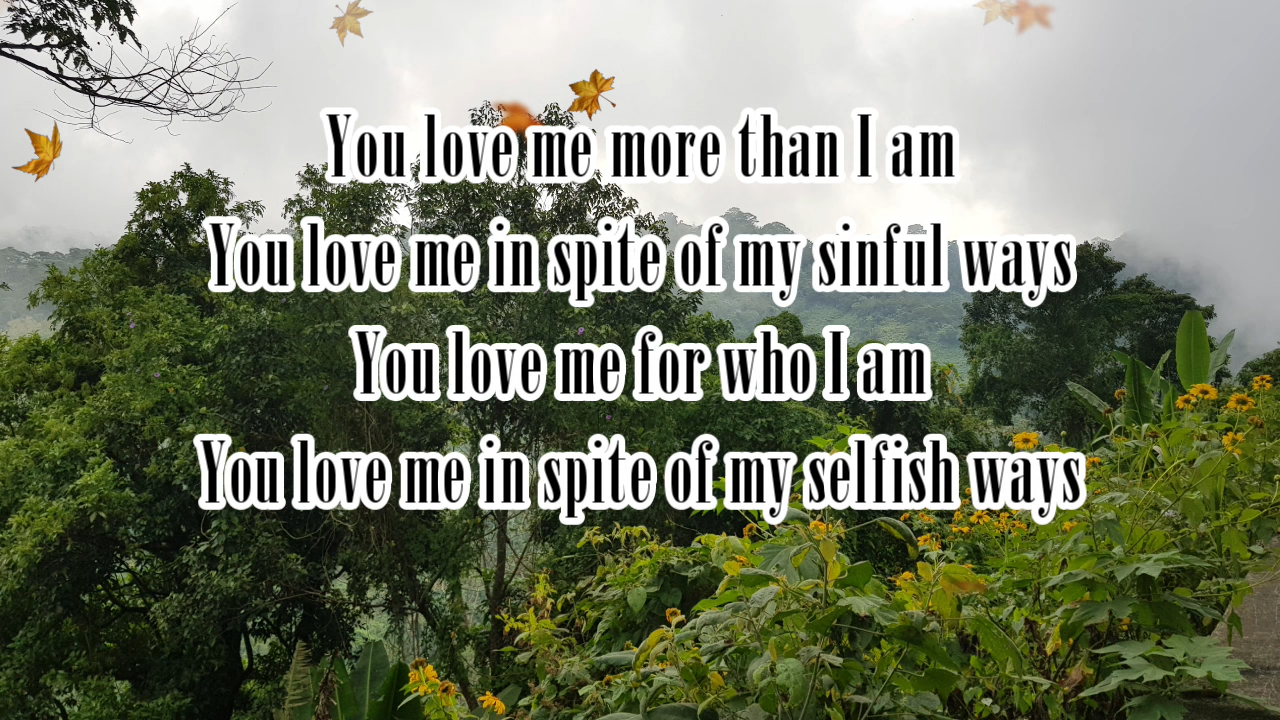 You love me more than I am
You love me in spite of my sinful ways
You love me for who I am
You love me in spite of my selfish ways